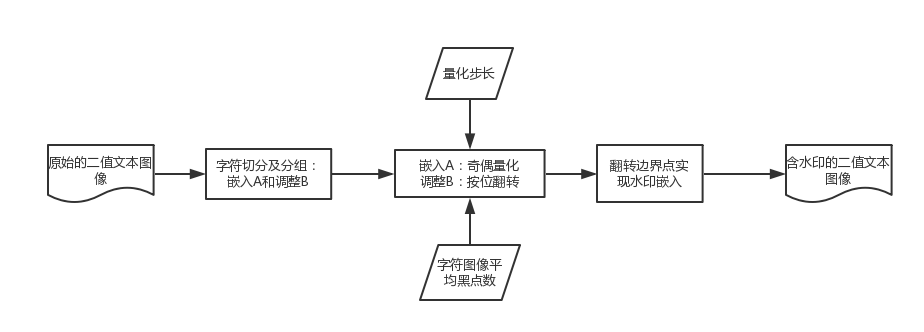 量化步长
原始的二值文本图
像
字符切分及分组：
嵌入A和调整B
嵌入A：奇偶量化
调整B：按位翻转
翻转边界点实
现水印嵌入
含水印的二值文本
图像
字符图像平
均黑点数